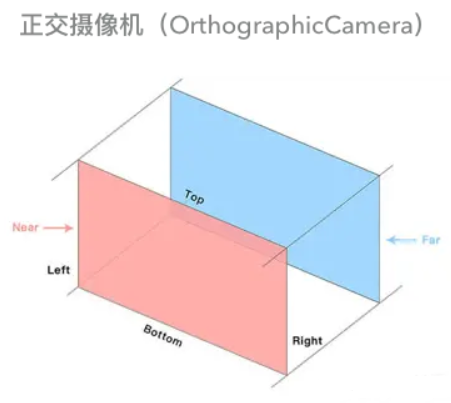 正交摄像机（OrthographicCamera）
Top
Near
Far
Left
Bottom
Right